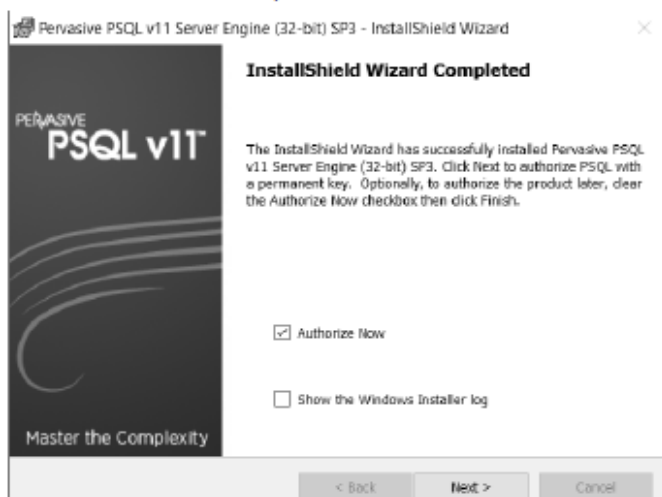 Pervasive PSQL v11 Server Engine (32-bit) SP3 - InstallShield Wizard
InstallShield Wizard Completed
PERVASIVE
PSQL v11™
The InstallShield Wizard has successfully installed Pervasive PSQL
v11 Server Engine (32-bit) SP3. Click Next to authorize PSQL with
a permanent key. Optionally, to authorize the product later, clear
the Authorize Now checkbox then click Finish.
Authorize Now
Show the Windows Installer log
Master the Complexity
< Back
Next >
Cancel